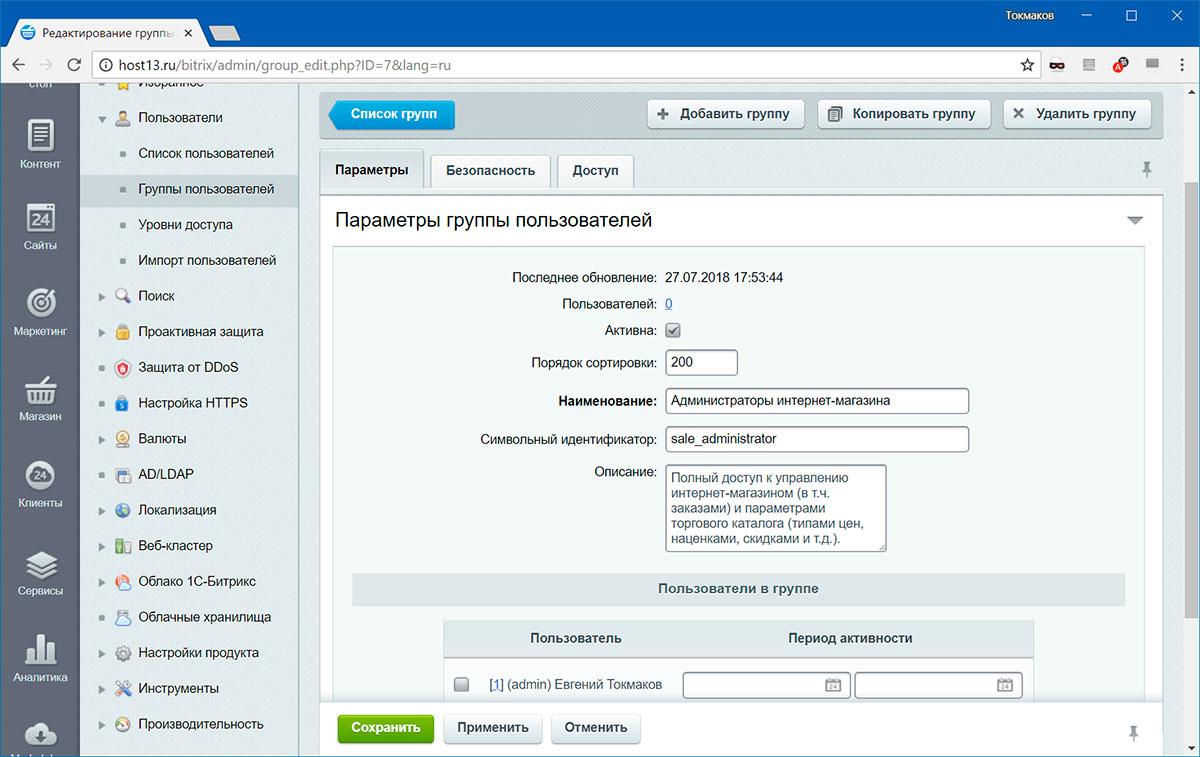 Токмаков
Редактирование группы
host13.ru/bitrix/admin/group_edit.php?ID=7&lang=ru
стол
Контент
24
Сайты
Маркетинг
Магазин
24
Клиенты
Сервисы
Аналитика
Избранное
Пользователи
Список пользователей
Группы пользователей
Уровни доступа
Импорт пользователей
Поиск
Проактивная защита
Защита от DDoS
Настройка HTTPS
Валюты
AD/LDAP
Локализация
Веб-кластер
Облако 1С-Битрикс
Облачные хранилища
Настройки продукта
Инструменты
Производительность
Список групп
Добавить группу
Копировать группу
Удалить группу
Параметры
Безопасность
Доступ
Параметры группы пользователей
Последнее обновление: 27.07.2018 17:53:44
Пользователей: 0
Активна:
Порядок сортировки: 200
Наименование: Администраторы интернет-магазина
Символьный идентификатор: sale_administrator
Описание: Полный доступ к управлению
интернет-магазином (в т.ч.
заказами) и параметрами
торгового каталога (типами цен,
наценками, скидками и т.д.).
Пользователи в группе
Пользователь Период активности
[1] (admin) Евгений Токмаков
24
24
Сохранить
Применить
Отменить